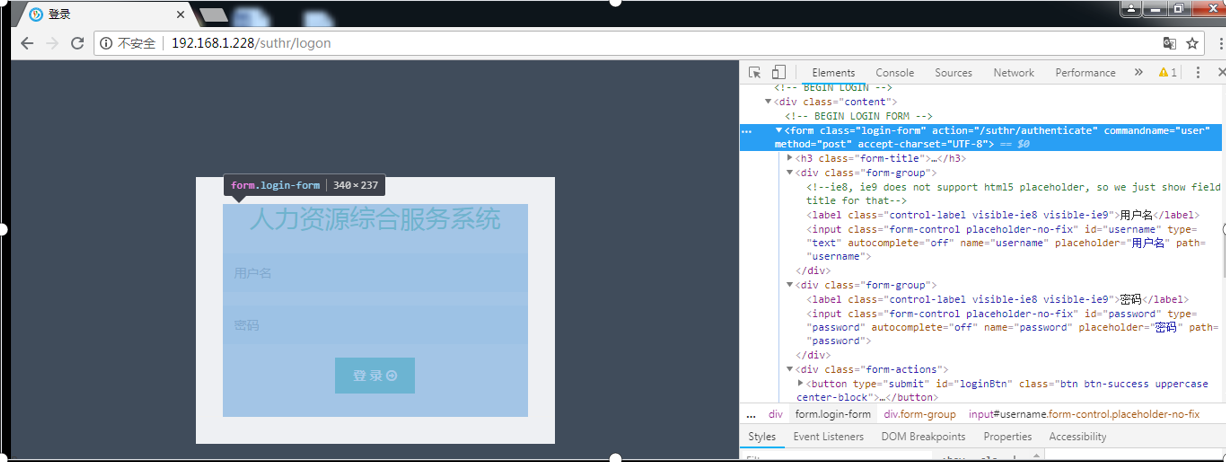 登录
不安全 192.168.1.228/suthr/logon
form.login-form 340×237
人力资源综合服务系统
用户名
密码
登 录
Elements Console Sources Network Performance » 1
<!-- BEGIN LOGIN -->
<div class="content">
<!-- BEGIN LOGIN FORM -->
<form class="login-form" action="/suthr/authenticate" commandname="user"
method="post" accept-charset="UTF-8"> == $0
<h3 class="form-title">…</h3>
<div class="form-group">
<!--ie8, ie9 does not support html5 placeholder, so we just show field
title for that-->
<label class="control-label visible-ie8 visible-ie9">用户名</label>
<input class="form-control placeholder-no-fix" id="username" type=
"text" autocomplete="off" name="username" placeholder="用户名" path=
"username">
</div>
<div class="form-group">
<label class="control-label visible-ie8 visible-ie9">密码</label>
<input class="form-control placeholder-no-fix" id="password" type=
"password" autocomplete="off" name="password" placeholder="密码" path=
"password">
</div>
<div class="form-actions">
<button type="submit" id="loginBtn" class="btn btn-success uppercase
center-block">…</button>
... div form.login-form div.form-group input#username.form-control.placeholder-no-fix
Styles Event Listeners DOM Breakpoints Properties Accessibility